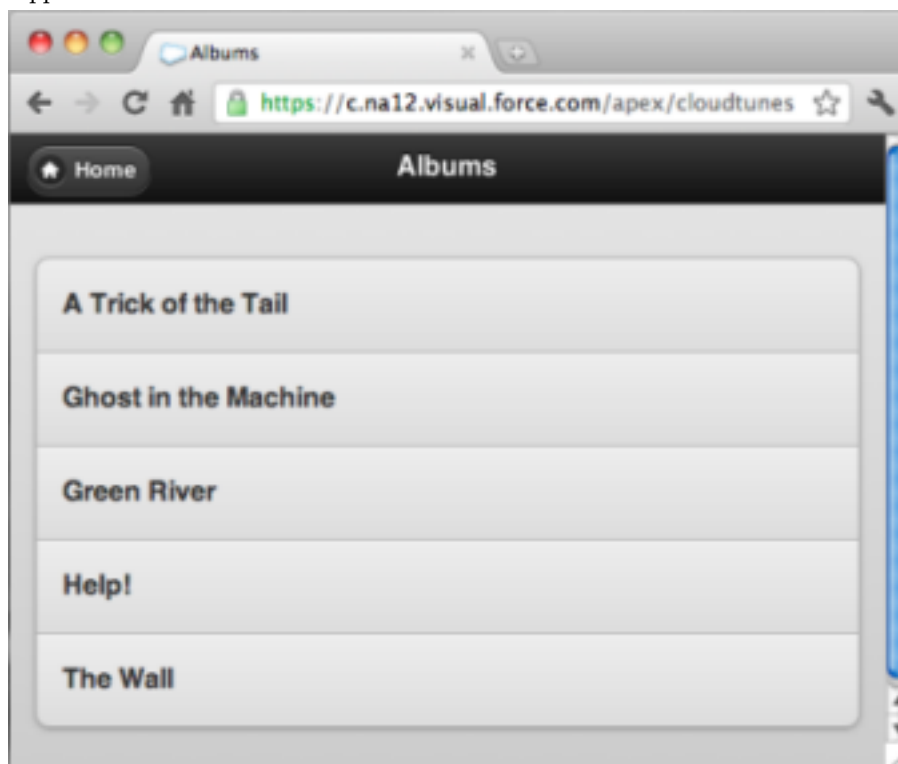 Albums
https://c.na12.visual.force.com/apex/cloudtunes
Home
Albums
A Trick of the Tail
Ghost in the Machine
Green River
Help!
The Wall